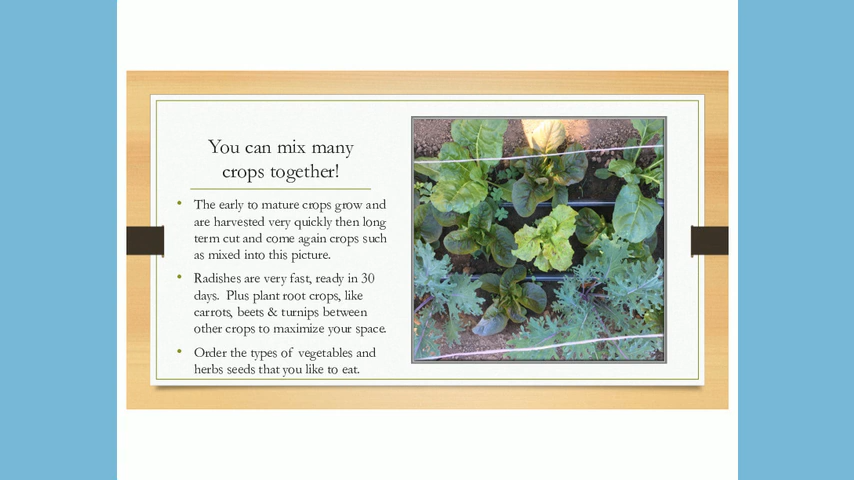 You can mix many
crops together!
• The early to mature crops grow and
are harvested very quickly then long
term cut and come again crops such
as mixed into this picture.
• Radishes are very fast, ready in 30
days.  Plus plant root crops, like
carrots, beets & turnips between
other crops to maximize your space.
• Order the types of vegetables and
herbs seeds that you like to eat.